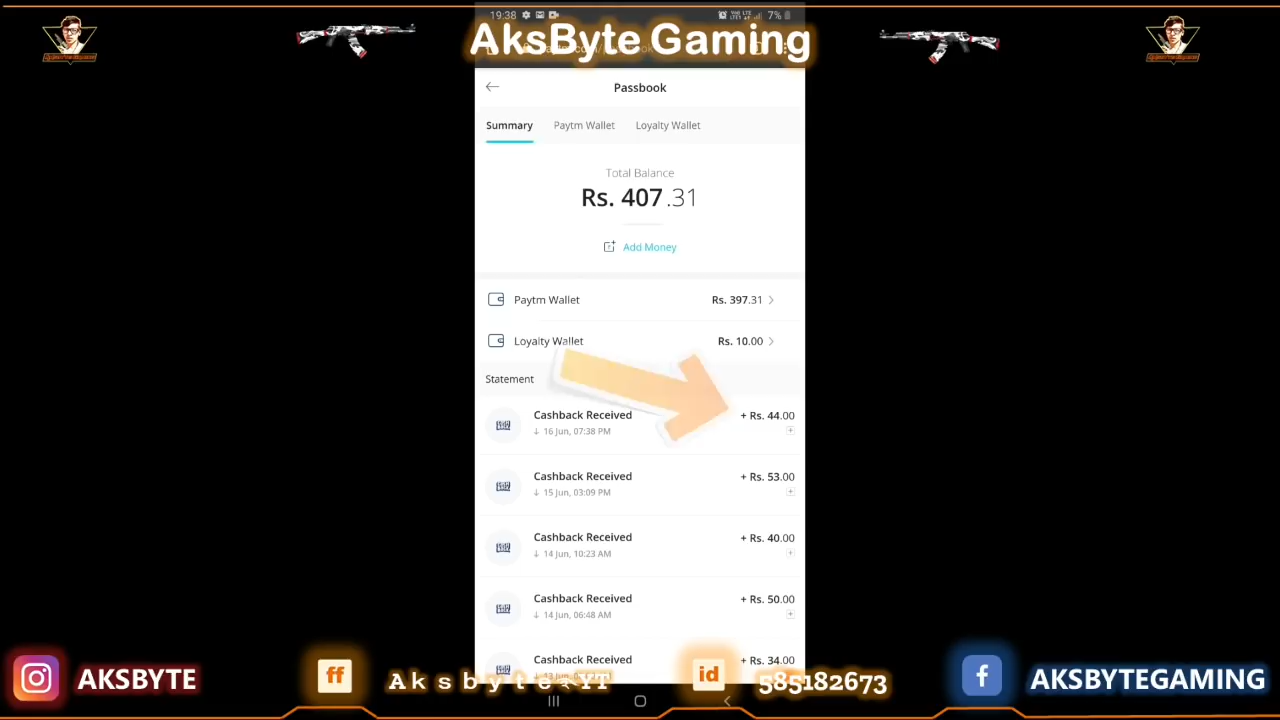 19:38
7%
AksByte Gaming
Passbook
Summary Paytm Wallet Loyalty Wallet
Total Balance
Rs. 407.31
Add Money
Paytm Wallet Rs. 397.31
Loyalty Wallet Rs. 10.00
Statement
Cashback Received + Rs. 44.00
16 Jun, 07:38 PM
Cashback Received + Rs. 53.00
15 Jun, 03:09 PM
Cashback Received + Rs. 40.00
14 Jun, 10:23 AM
Cashback Received + Rs. 50.00
14 Jun, 06:48 AM
Cashback Received + Rs. 34.00
AKSBYTE
ff
Aksbyte YT
id
585182673
AKSBYTEGAMING